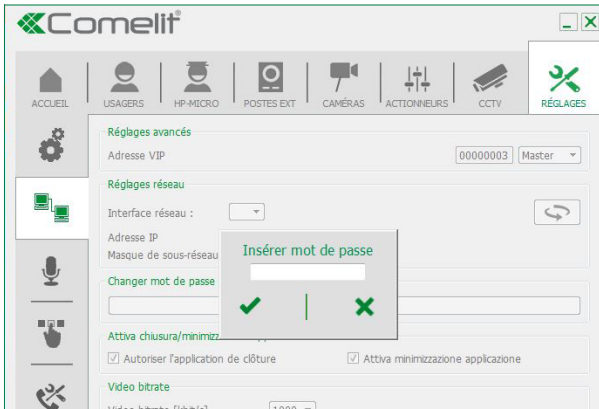 Comelit
ACCUEIL USAGERS HP-MICRO POSTES EXT CAMÉRAS ACTIONNEURS CCTV RÉGLAGES
Réglages avancés
Adresse VIP 00000003 Master
Réglages réseau
Interface réseau :
Adresse IP
Masque de sous-réseau
Insérer mot de passe
Changer mot de passe
Attiva chiusura/minimizz
Autoriser l'application de clôture Attiva minimizzazione applicazione
Video bitrate